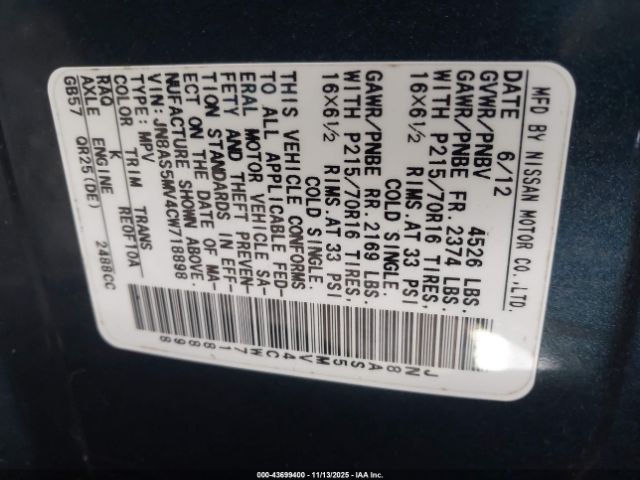 MFD BY NISSAN MOTOR CO.,LTD.
DATE 6/12
GVWR/PNBV 4526 LBS.
GAWR/PNBE FR. 2374 LBS.
WITH P215/70R16 TIRES,
16X6½ RIMS.AT 33 PSI
COLD SINGLE.
GAWR/PNBE RR. 2169 LBS.
WITH P215/70R16 TIRES,
16X6½ RIMS.AT 33 PSI
COLD SINGLE.
THIS VEHICLE CONFORMS
TO ALL APPLICABLE FED-
ERAL MOTOR VEHICLE SA-
FETY AND THEFT PREVEN-
TION STANDARDS IN EFF-
ECT ON THE DATE OF MA-
NUFACTURE SHOWN ABOVE.
VIN: JN8AS5MV4CW718898
TYPE: MPV
COLOR TRIM TRANS
RAQ K RE0F10A
AXLE ENGINE
GB57 QR25(DE) 2488CC
JN8AS5MV4CW718898
000-43699400 - 11/13/2025 - IAA Inc.